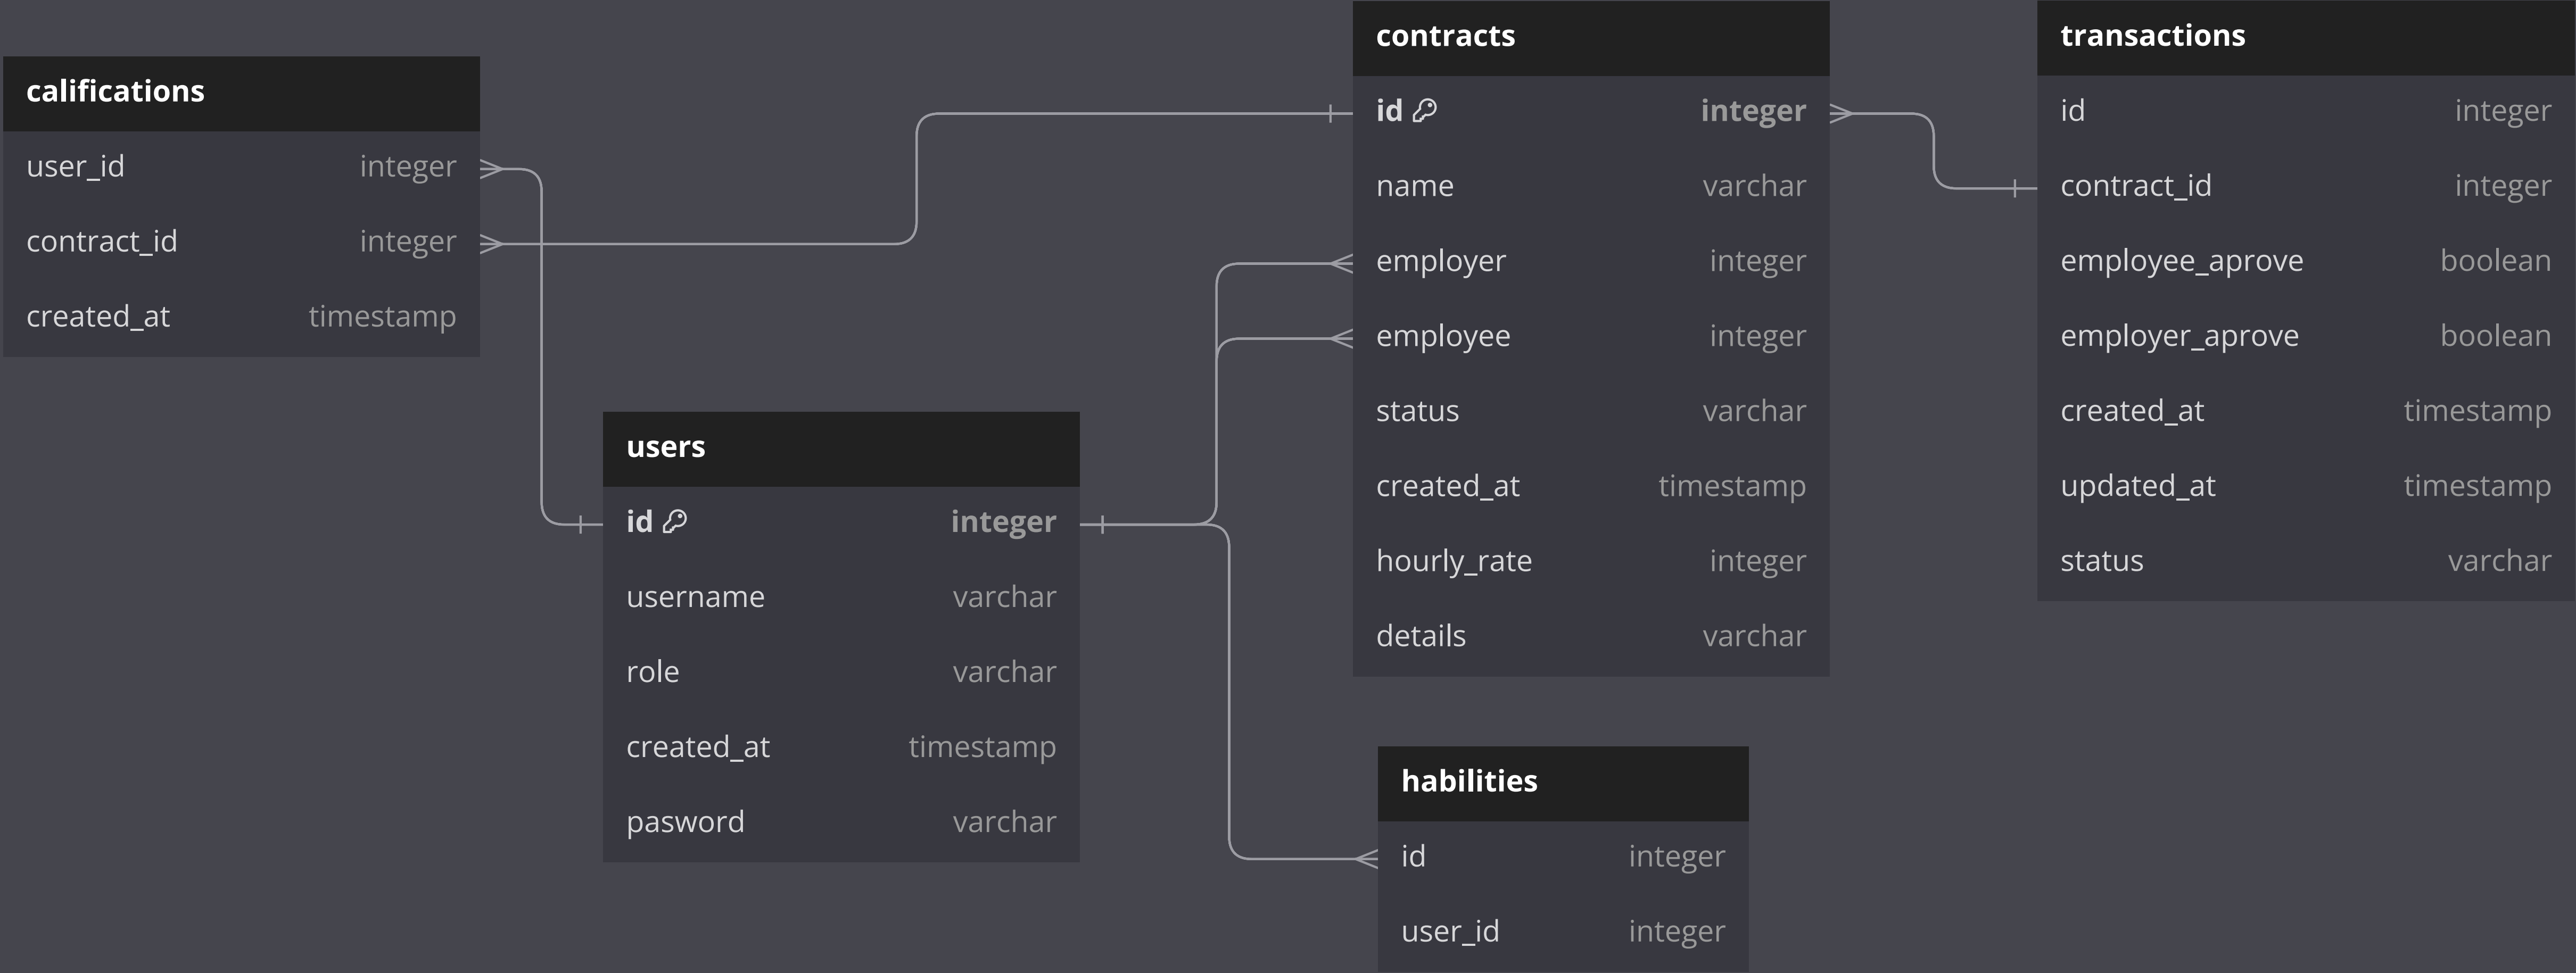 califications
user_id integer
contract_id integer
created_at timestamp
users
id integer
username varchar
role varchar
created_at timestamp
pasword varchar
contracts
id integer
name varchar
employer integer
employee integer
status varchar
created_at timestamp
hourly_rate integer
details varchar
habilities
id integer
user_id integer
transactions
id integer
contract_id integer
employee_aprove boolean
employer_aprove boolean
created_at timestamp
updated_at timestamp
status varchar